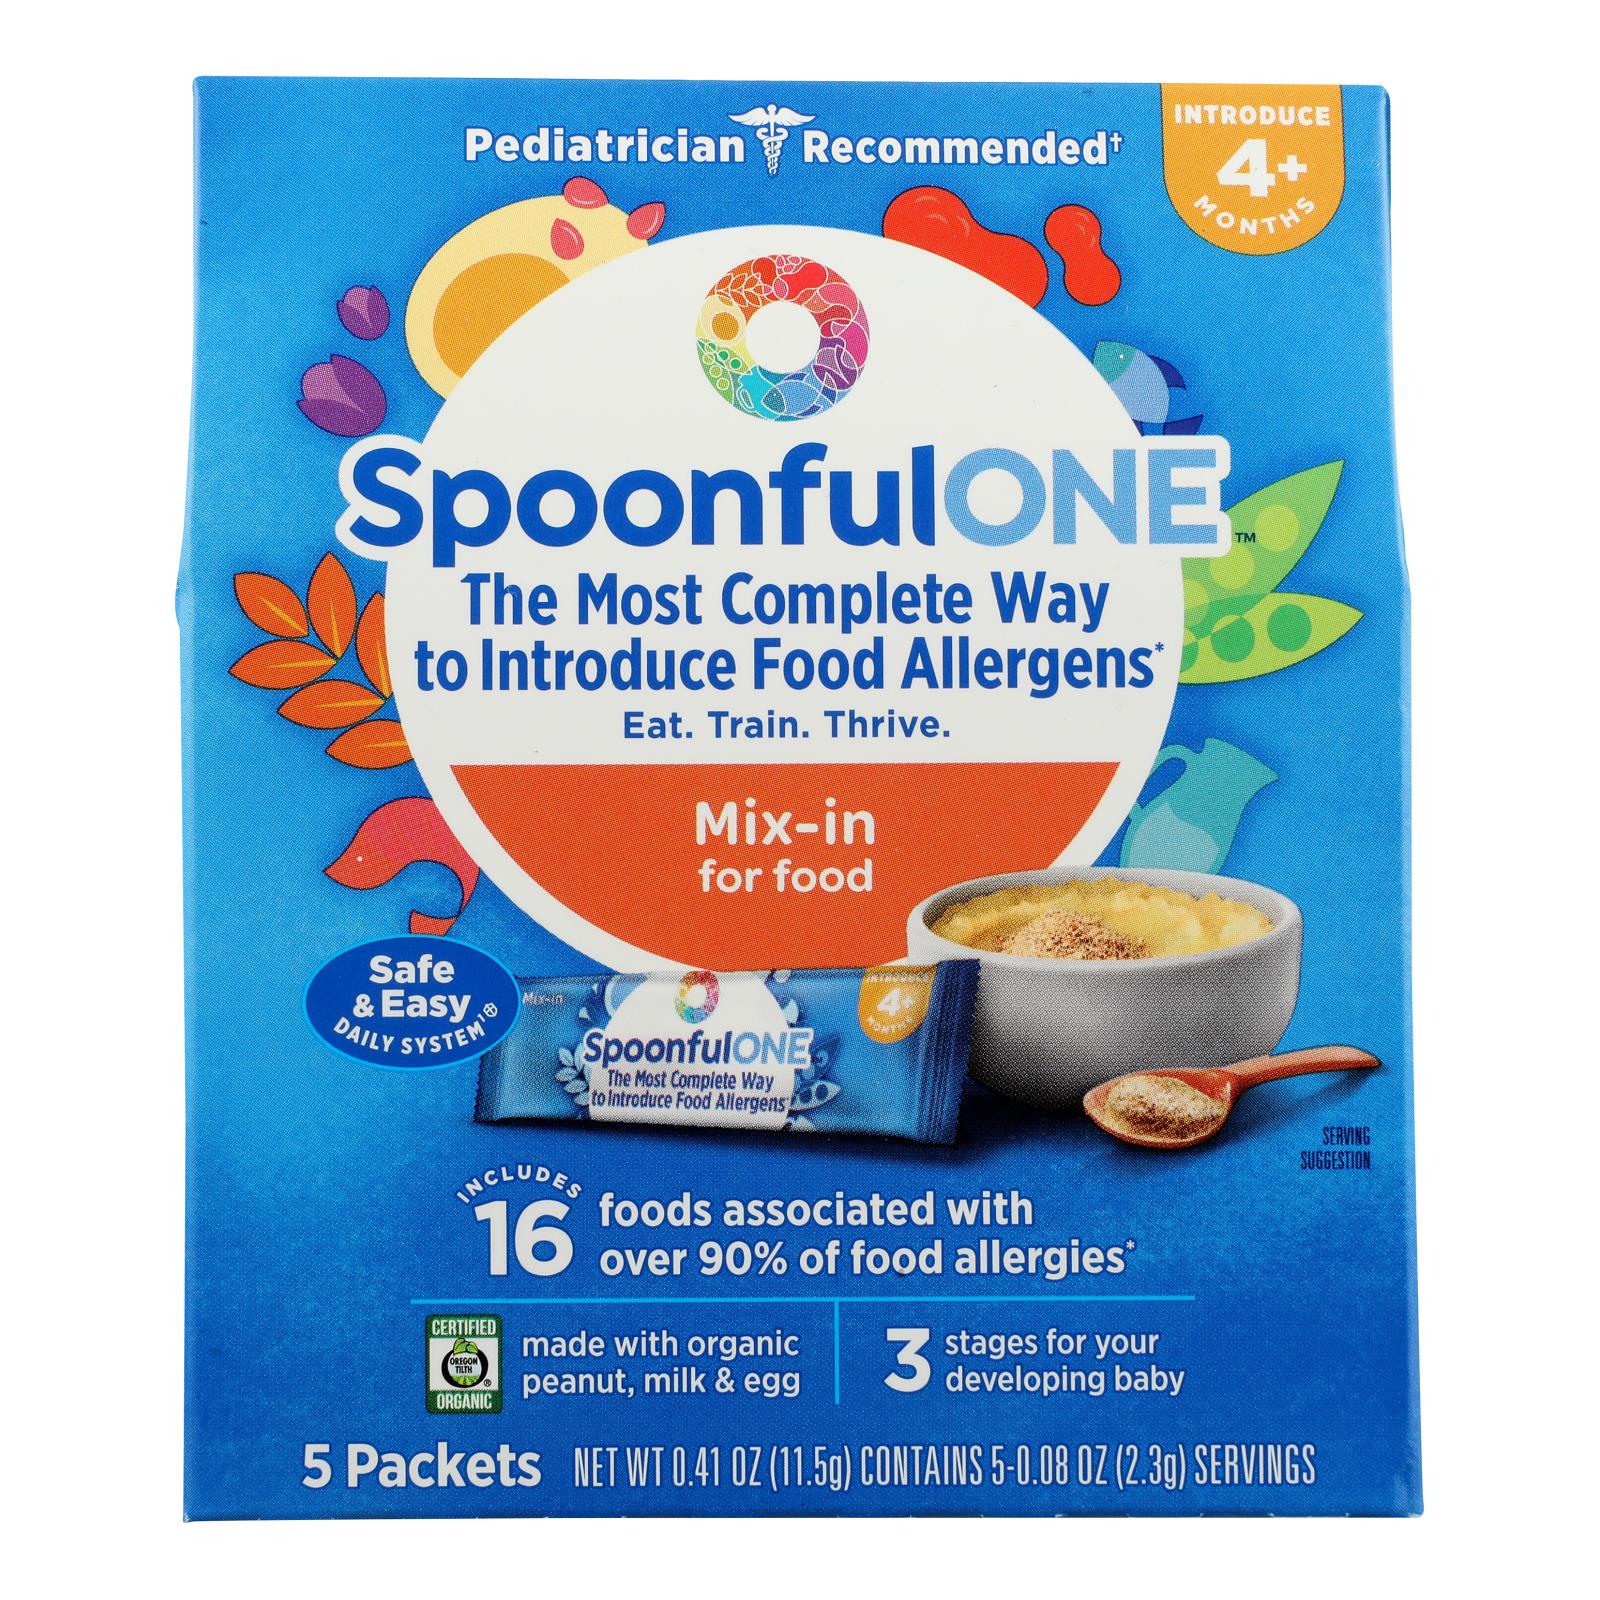 Pediatrician Recommended†
INTRODUCE
4+
MONTHS
SpoonfulONE™
The Most Complete Way
to Introduce Food Allergens*
Eat. Train. Thrive.
Mix-in
for food
Safe
& Easy
DAILY SYSTEM
Mix-in
INTRODUCE
4+
MONTHS
SpoonfulONE
The Most Complete Way
to Introduce Food Allergens
SERVING
SUGGESTION
INCLUDES
16
foods associated with
over 90% of food allergies*
CERTIFIED
OREGON
TILTH
®
ORGANIC
made with organic
peanut, milk & egg
3
stages for your
developing baby
5 Packets NET WT 0.41 OZ (11.5g) CONTAINS 5-0.08 OZ (2.3g) SERVINGS